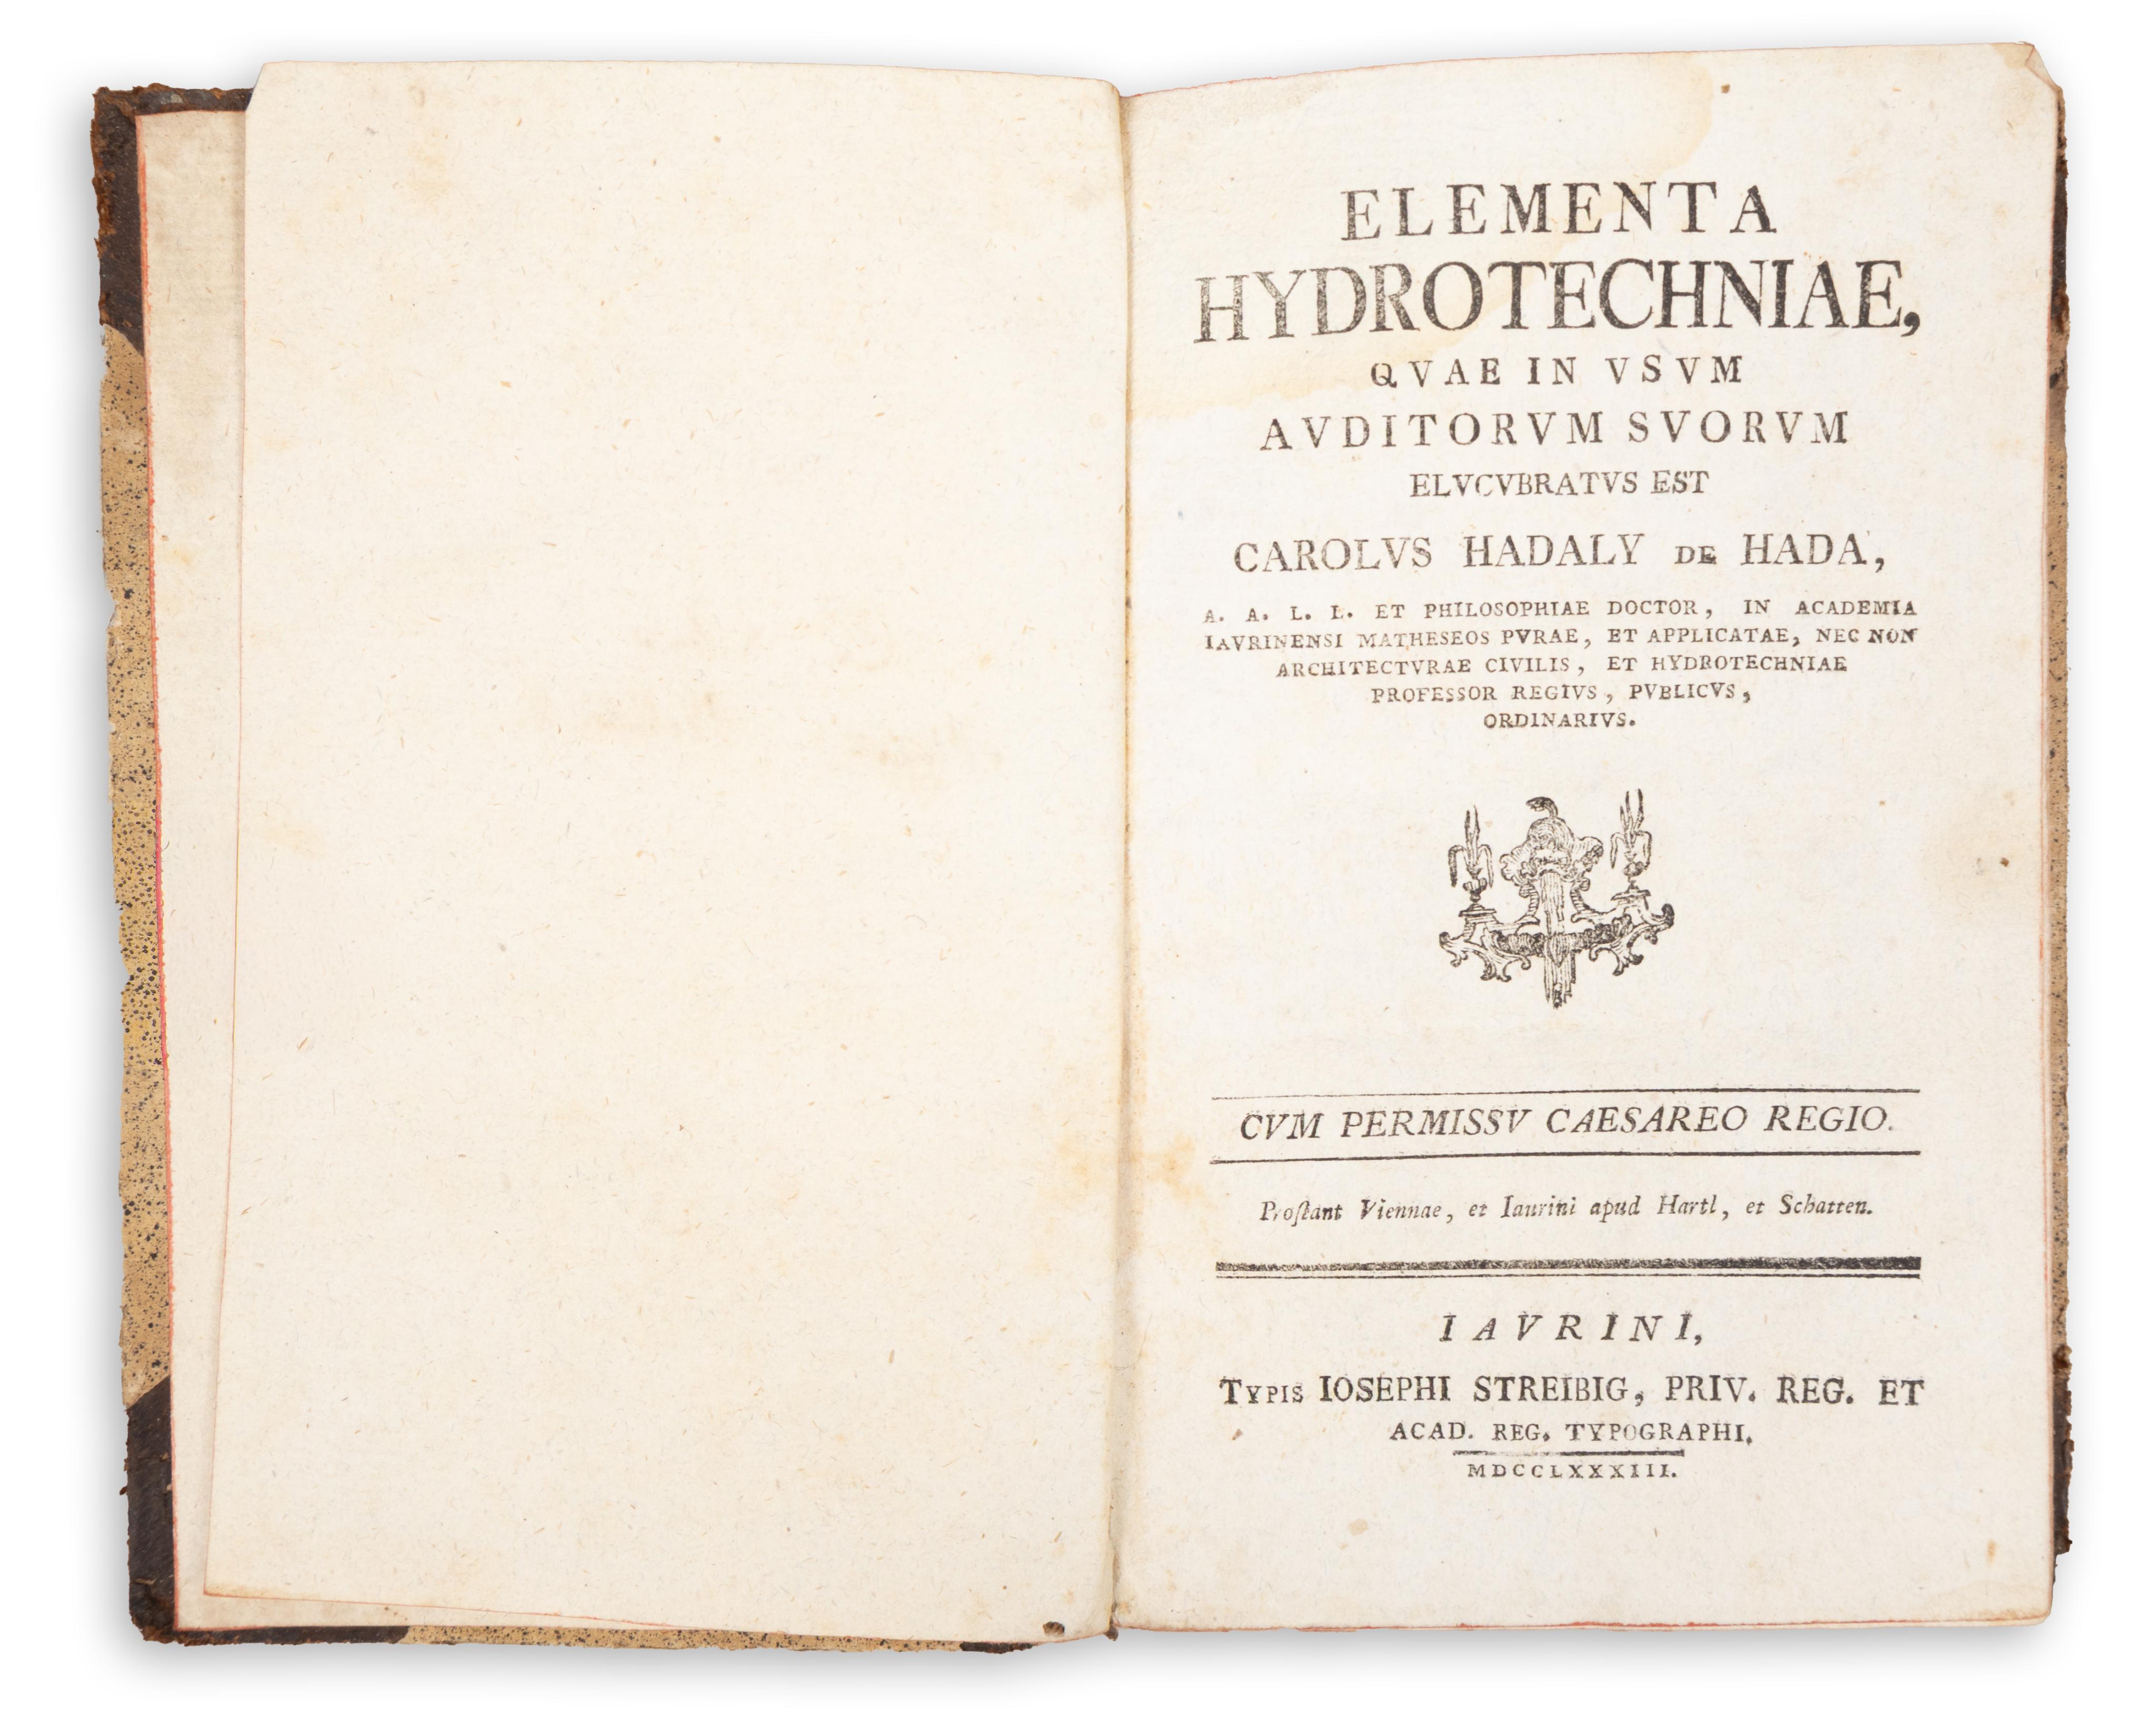 ELEMENTA
HYDROTECHNIAE,
QVAE IN VSVM
AVDITORVM SVORVM
ELVCVBRATVS EST
CAROLVS HADALY DE HADA,
A. A. L. L. ET PHILOSOPHIAE DOCTOR, IN ACADEMIA
IAVRINENSI MATHESEOS PVRAE, ET APPLICATAE, NEC NON
ARCHITECTVRAE CIVILIS, ET HYDROTECHNIAE
PROFESSOR REGIVS, PVBLICVS,
ORDINARIVS.
CVM PERMISSV CAESAREO REGIO.
Proſtant Viennae, et Iaurini apud Hartl, et Schatten.
IAVRINI,
TYPIS IOSEPHI STREIBIG, PRIV. REG. ET
ACAD. REG. TYPOGRAPHI.
MDCCLXXXIII.